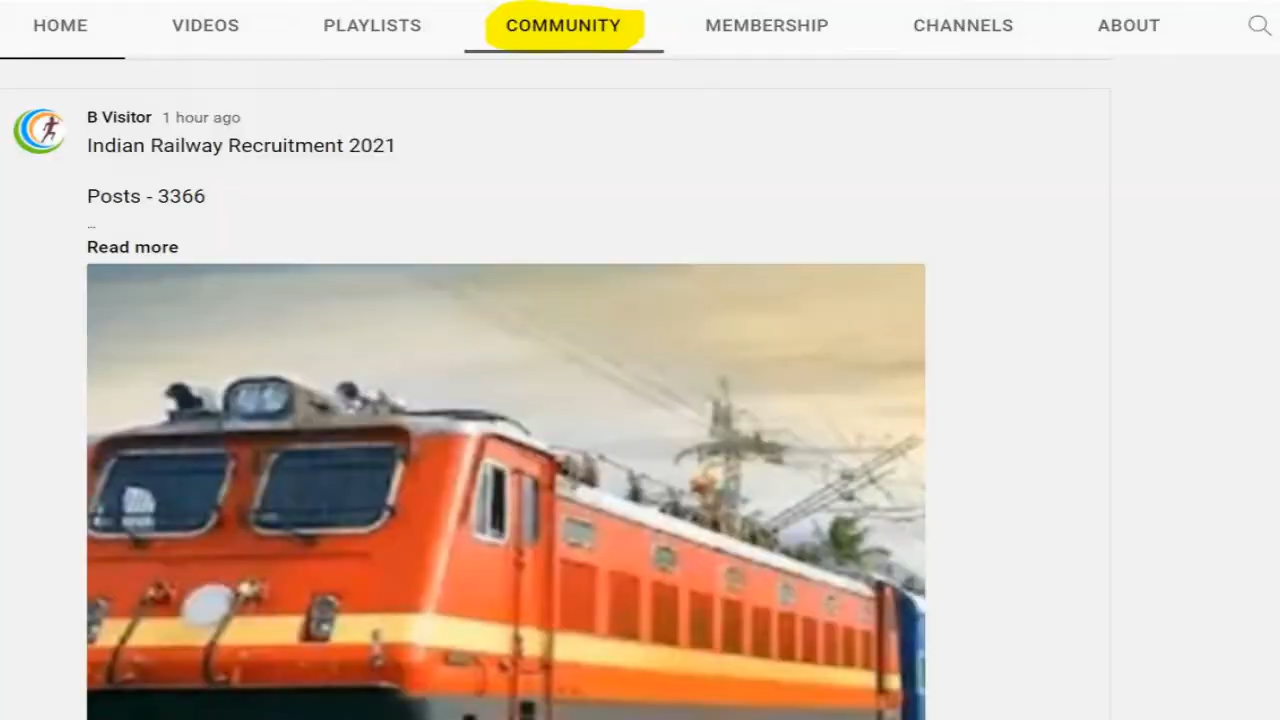 HOME VIDEOS PLAYLISTS COMMUNITY MEMBERSHIP CHANNELS ABOUT
B Visitor 1 hour ago
Indian Railway Recruitment 2021
Posts - 3366
...
Read more